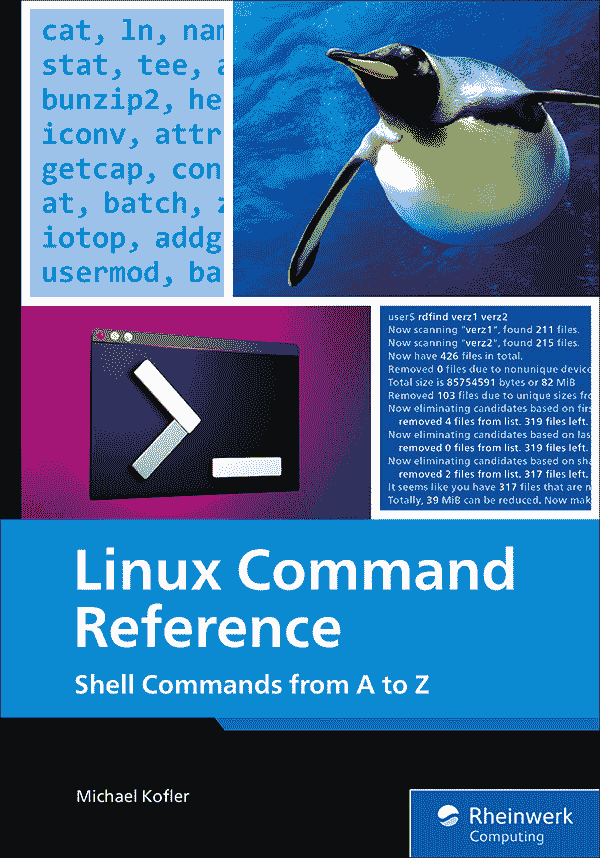 cat, ln, nam
stat, tee, a
bunzip2, he
iconv, attr
getcap, con
at, batch, z
iotop, addg
usermod, ba
user$ rdfind verz1 verz2
Now scanning "verz1", found 211 files.
Now scanning "verz2", found 215 files.
Now have 426 files in total.
Removed 0 files due to nonunique device
Total size is 85754591 bytes or 82 MiB
Removed 103 files due to unique sizes fro
Now eliminating candidates based on firs
removed 4 files from list. 319 files left.
Now eliminating candidates based on las
removed 0 files from list. 319 files left.
Now eliminating candidates based on sha
removed 2 files from list. 317 files left.
It seems like you have 317 files that are n
Totally, 39 MiB can be reduced. Now mak
Linux Command
Reference
Shell Commands from A to Z
Michael Kofler
Rheinwerk
Computing